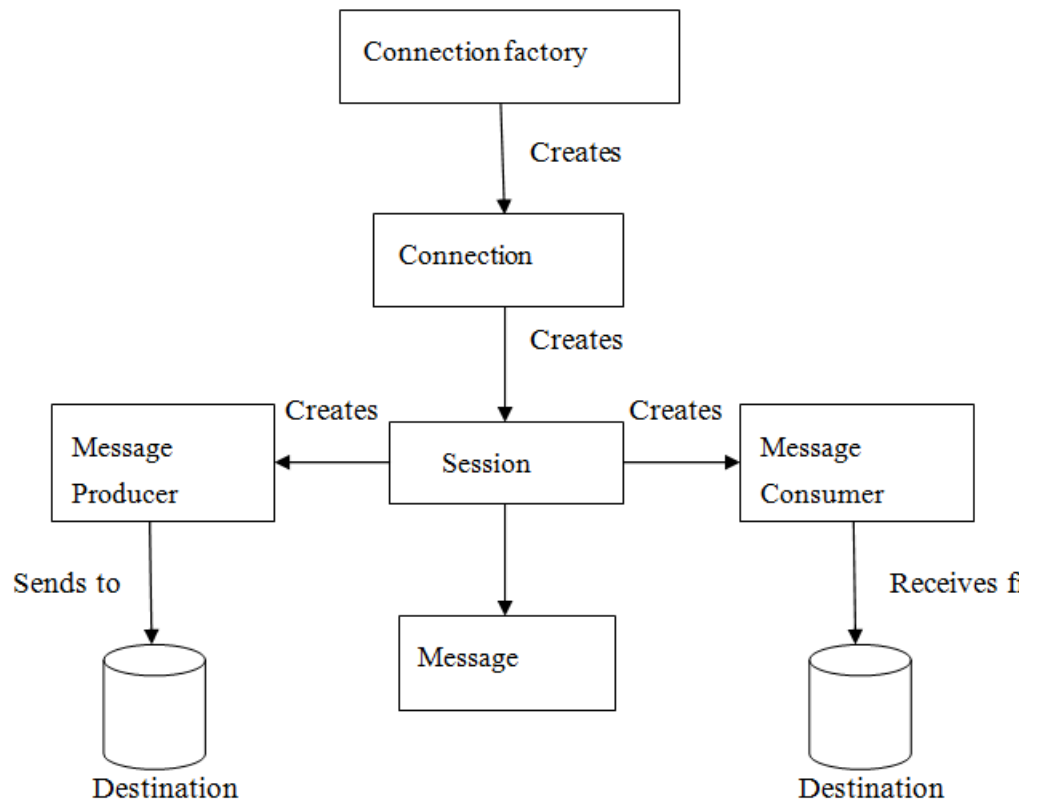 Connection factory
Creates
Connection
Creates
Creates
Creates
Message
Producer
Session
Message
Consumer
Sends to
Receives
Message
Destination
Destination